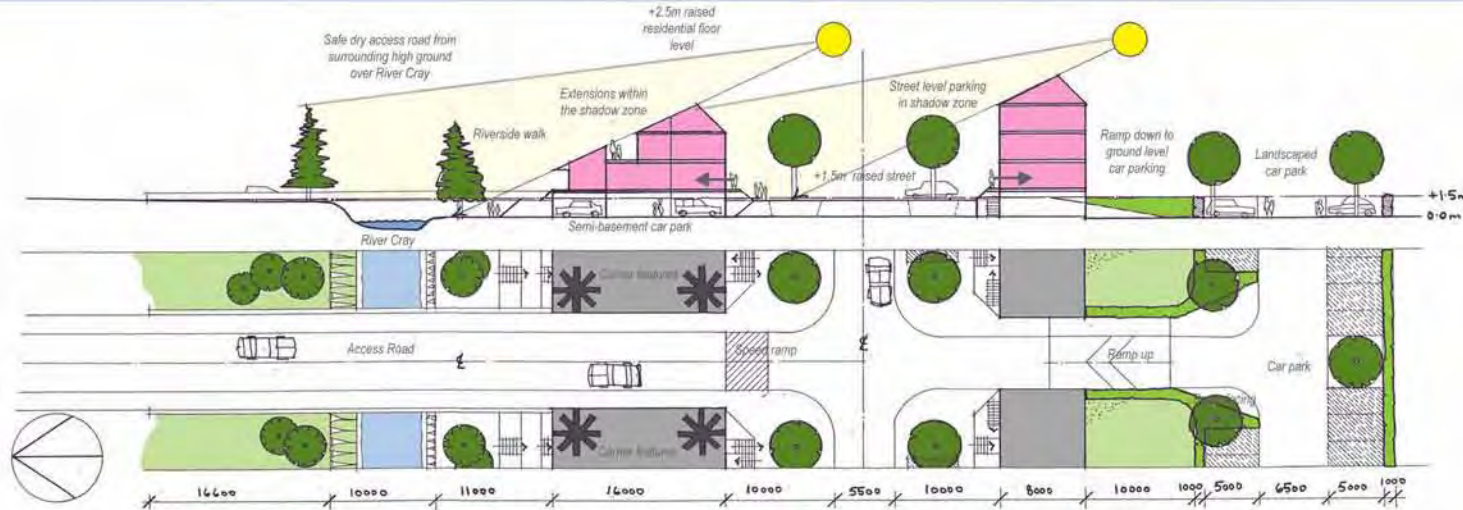 +2.5m raised
residential floor
level
Safe dry access road from
surrounding high ground
over River Cray
Extensions within
the shadow zone
Street level parking
in shadow zone
Riverside walk
Ramp down to
ground level
car parking
Landscaped
car park
+1.5m raised street
+1.5m
0.0m
Semi-basement car park
River Cray
Corner features
Access Road
Speed ramp
Ramp up
Car park
Corner features
16600
10000
11000
16000
10000
5500
10000
8000
10000
1000
5000
6500
5000
1000